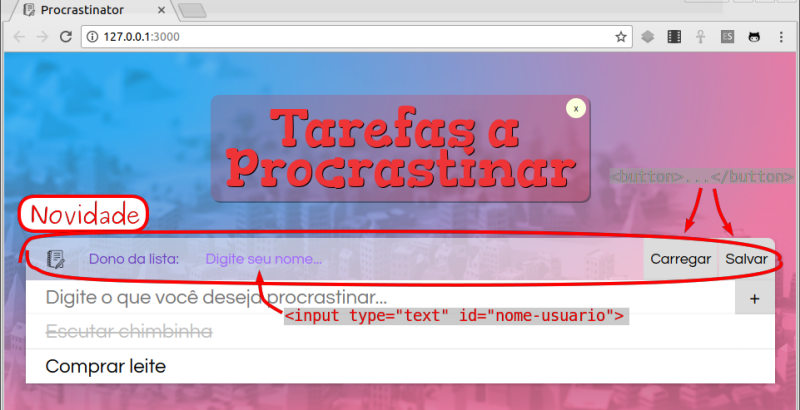 Procrastinator
127.0.0.1:3000
ES
x
Tarefas a
Procrastinar
<button>...</button>
Novidade
Dono da lista: Digite seu nome... Carregar Salvar
Digite o que você deseja procrastinar... +
<input type="text" id="nome-usuario">
Escutar chimbinha
Comprar leite